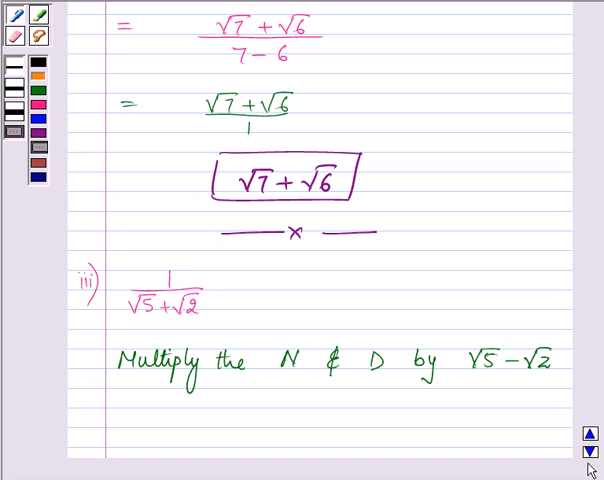 = √7 + √6
7 − 6
= √7 + √6
1
√7 + √6
x
iii) 1
√5 + √2
Multiply the N & D by √5 − √2